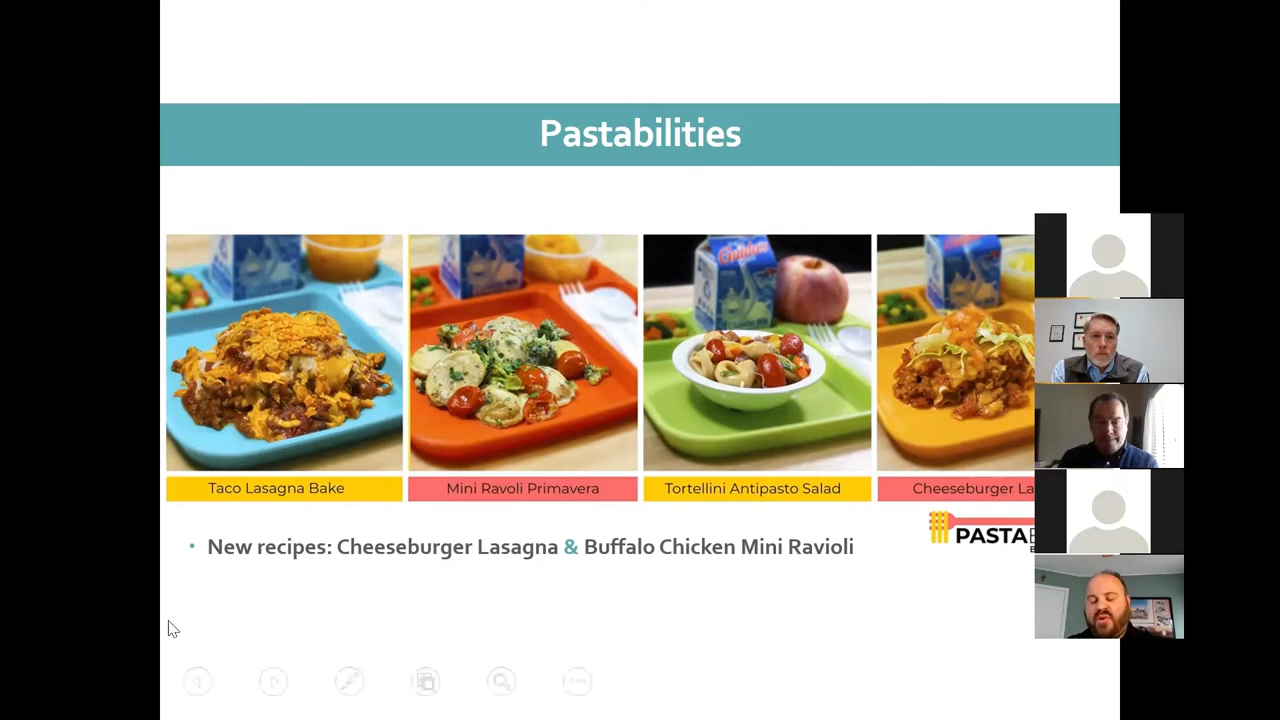 Pastabilities
Taco Lasagna Bake
Mini Ravoli Primavera
Tortellini Antipasto Salad
Cheeseburger La
• New recipes: Cheeseburger Lasagna & Buffalo Chicken Mini Ravioli
PASTA